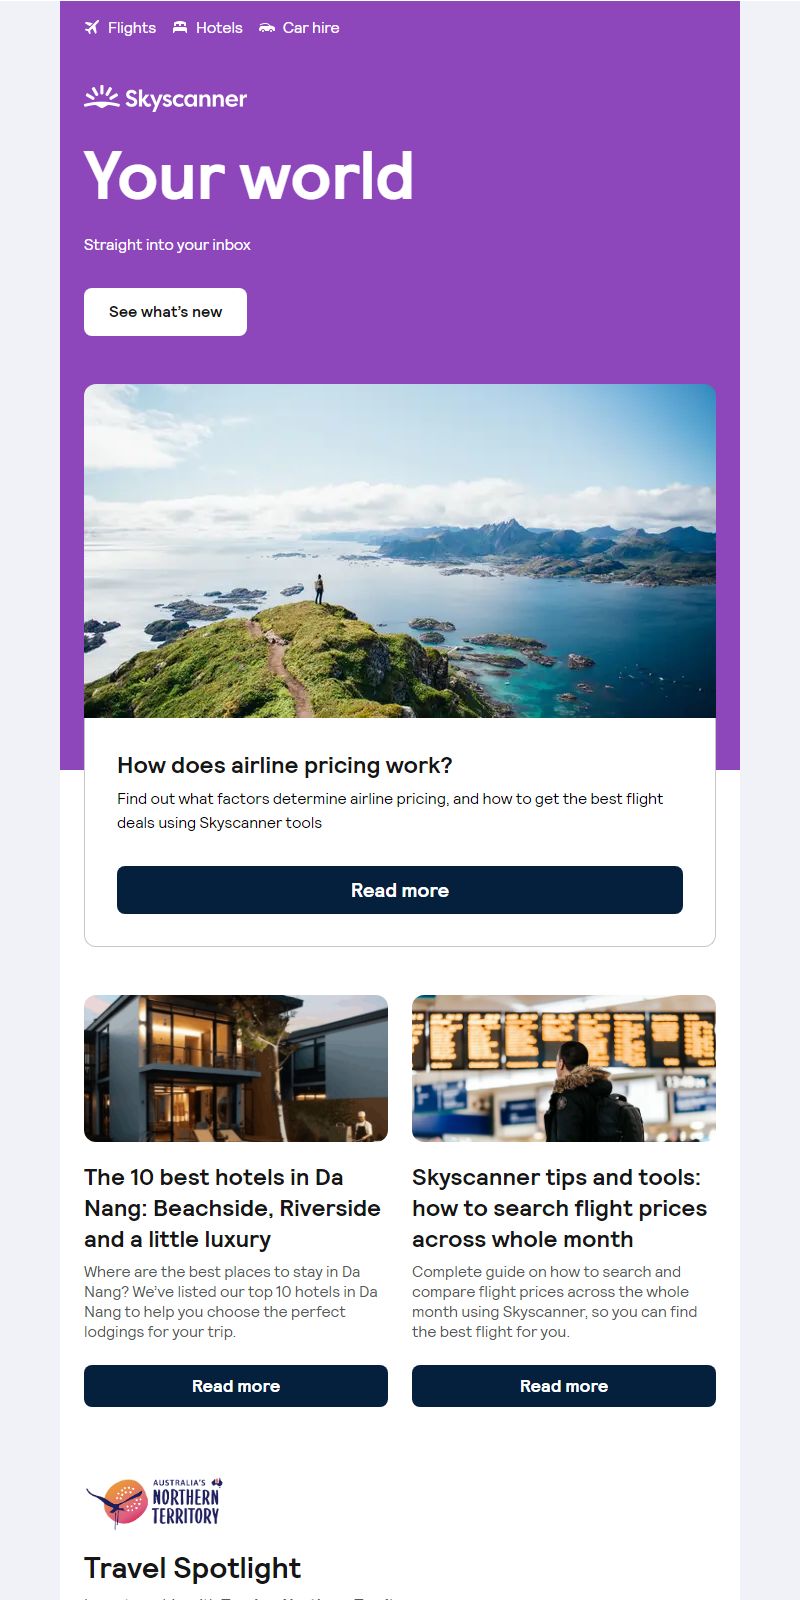 Flights Hotels Car hire
Skyscanner
Your world
Straight into your inbox
See what's new
How does airline pricing work?
Find out what factors determine airline pricing, and how to get the best flight
deals using Skyscanner tools
Read more
The 10 best hotels in Da
Nang: Beachside, Riverside
and a little luxury
Where are the best places to stay in Da
Nang? We've listed our top 10 hotels in Da
Nang to help you choose the perfect
lodgings for your trip.
Read more
Skyscanner tips and tools:
how to search flight prices
across whole month
Complete guide on how to search and
compare flight prices across the whole
month using Skyscanner, so you can find
the best flight for you.
Read more
AUSTRALIA'S
NORTHERN
TERRITORY
Travel Spotlight